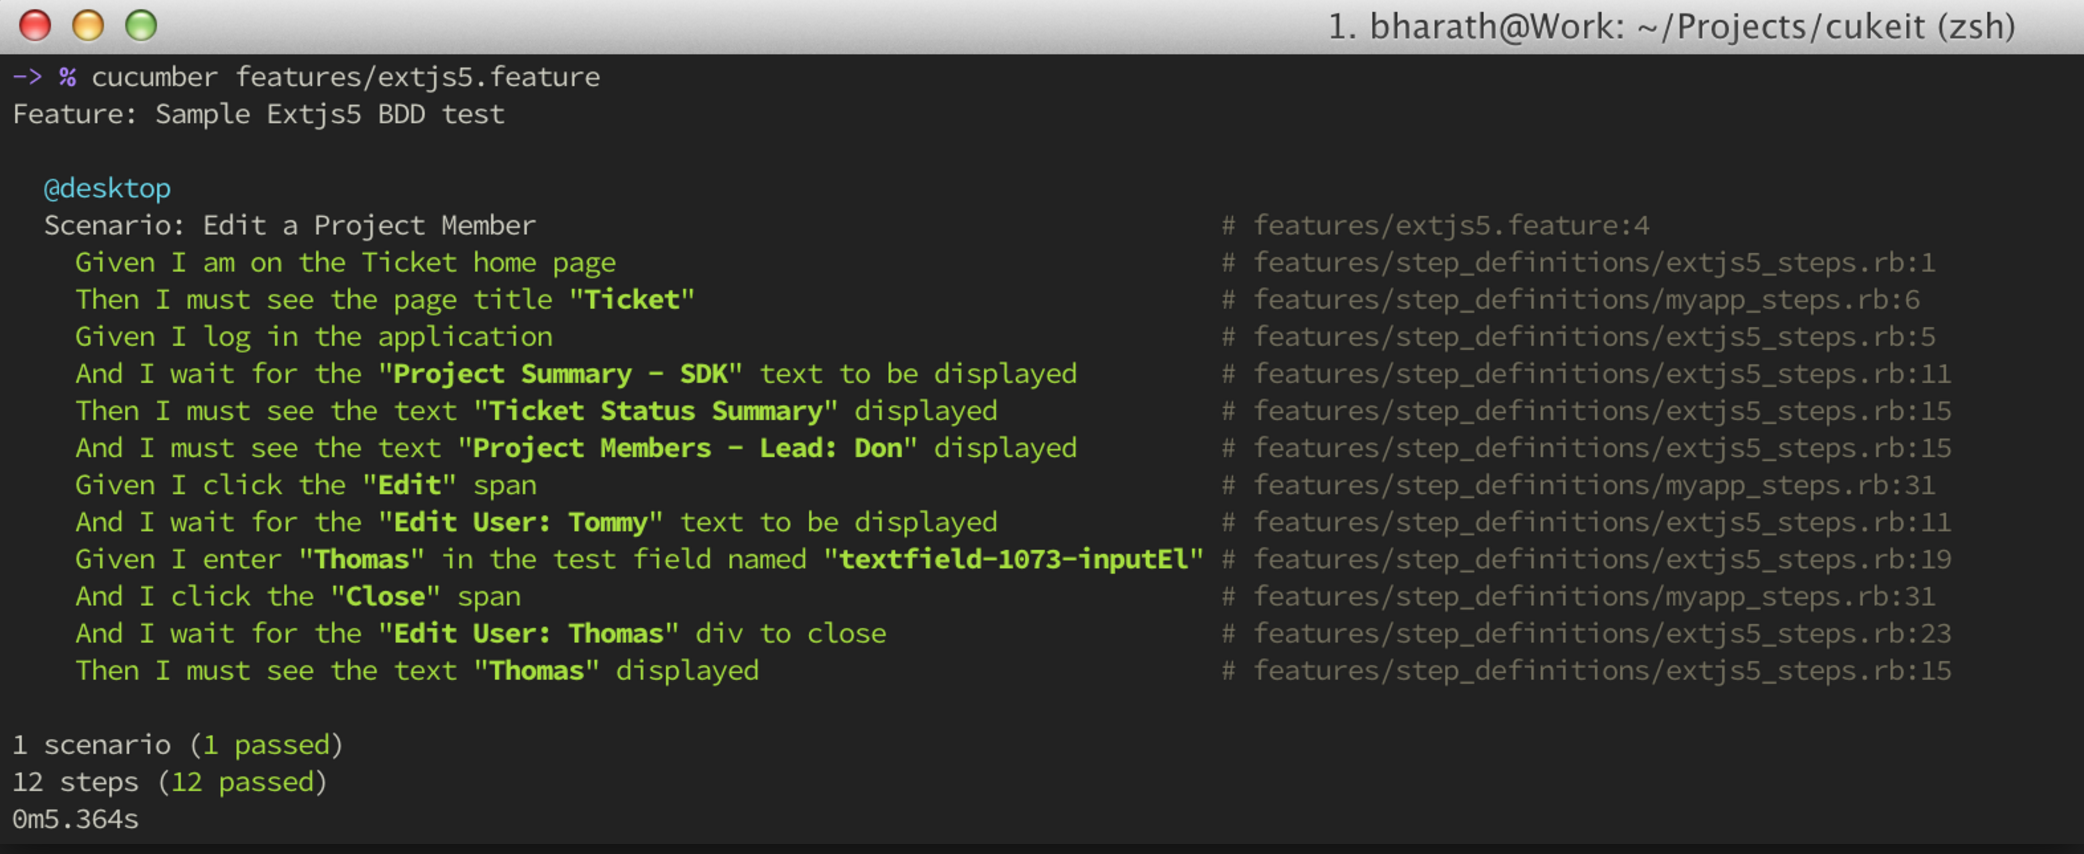 1. bharath@Work: ~/Projects/cukeit (zsh)
-> % cucumber features/extjs5.feature
Feature: Sample Extjs5 BDD test
@desktop
Scenario: Edit a Project Member # features/extjs5.feature:4
Given I am on the Ticket home page # features/step_definitions/extjs5_steps.rb:1
Then I must see the page title "Ticket" # features/step_definitions/myapp_steps.rb:6
Given I log in the application # features/step_definitions/extjs5_steps.rb:5
And I wait for the "Project Summary - SDK" text to be displayed # features/step_definitions/extjs5_steps.rb:11
Then I must see the text "Ticket Status Summary" displayed # features/step_definitions/extjs5_steps.rb:15
And I must see the text "Project Members - Lead: Don" displayed # features/step_definitions/extjs5_steps.rb:15
Given I click the "Edit" span # features/step_definitions/myapp_steps.rb:31
And I wait for the "Edit User: Tommy" text to be displayed # features/step_definitions/extjs5_steps.rb:11
Given I enter "Thomas" in the test field named "textfield-1073-inputEl" # features/step_definitions/extjs5_steps.rb:19
And I click the "Close" span # features/step_definitions/myapp_steps.rb:31
And I wait for the "Edit User: Thomas" div to close # features/step_definitions/extjs5_steps.rb:23
Then I must see the text "Thomas" displayed # features/step_definitions/extjs5_steps.rb:15
1 scenario (1 passed)
12 steps (12 passed)
0m5.364s